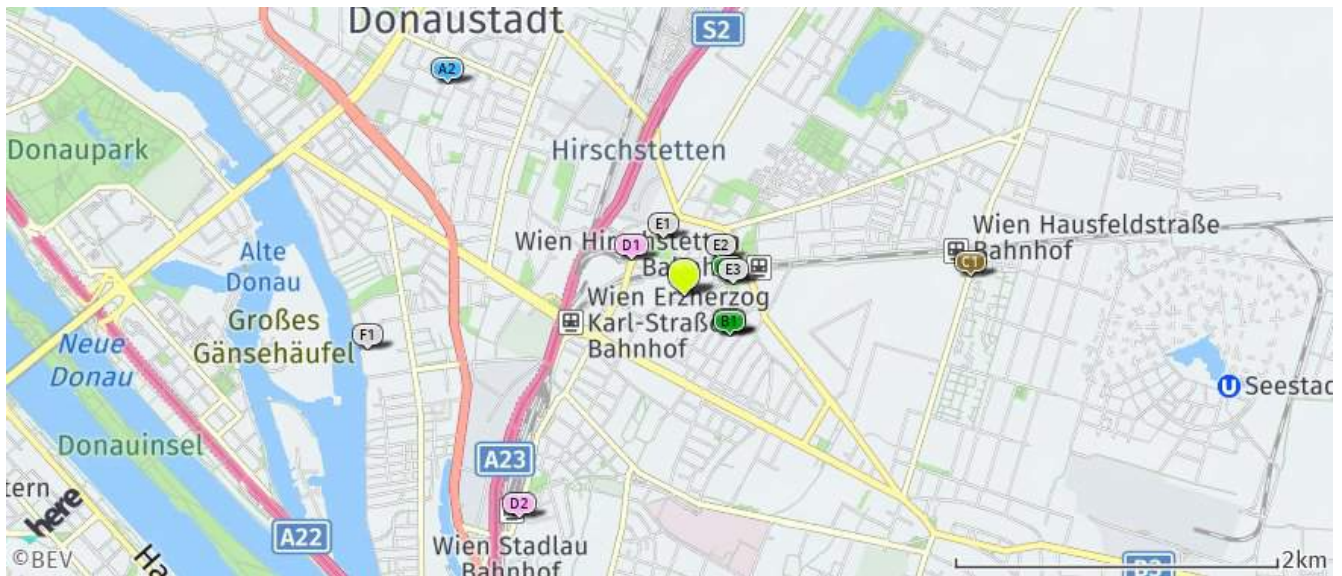 Donaustadt
S2
A2
Donaupark
Hirschstetten
E1
Wien Hirschstetten
Bahnhof
D1
E2
E3
Wien Hausfeldstraße
Bahnhof
C1
Alte
Donau
Wien Erzherzog
Karl-Straße
Bahnhof
B1
Großes
Gänsehäufel
F1
Neue
Donau
U
Seestad
Donauinsel
A23
tern
here
D2
A22
Wien Stadlau
Bahnhof
©BEV
Ha
B3
2km